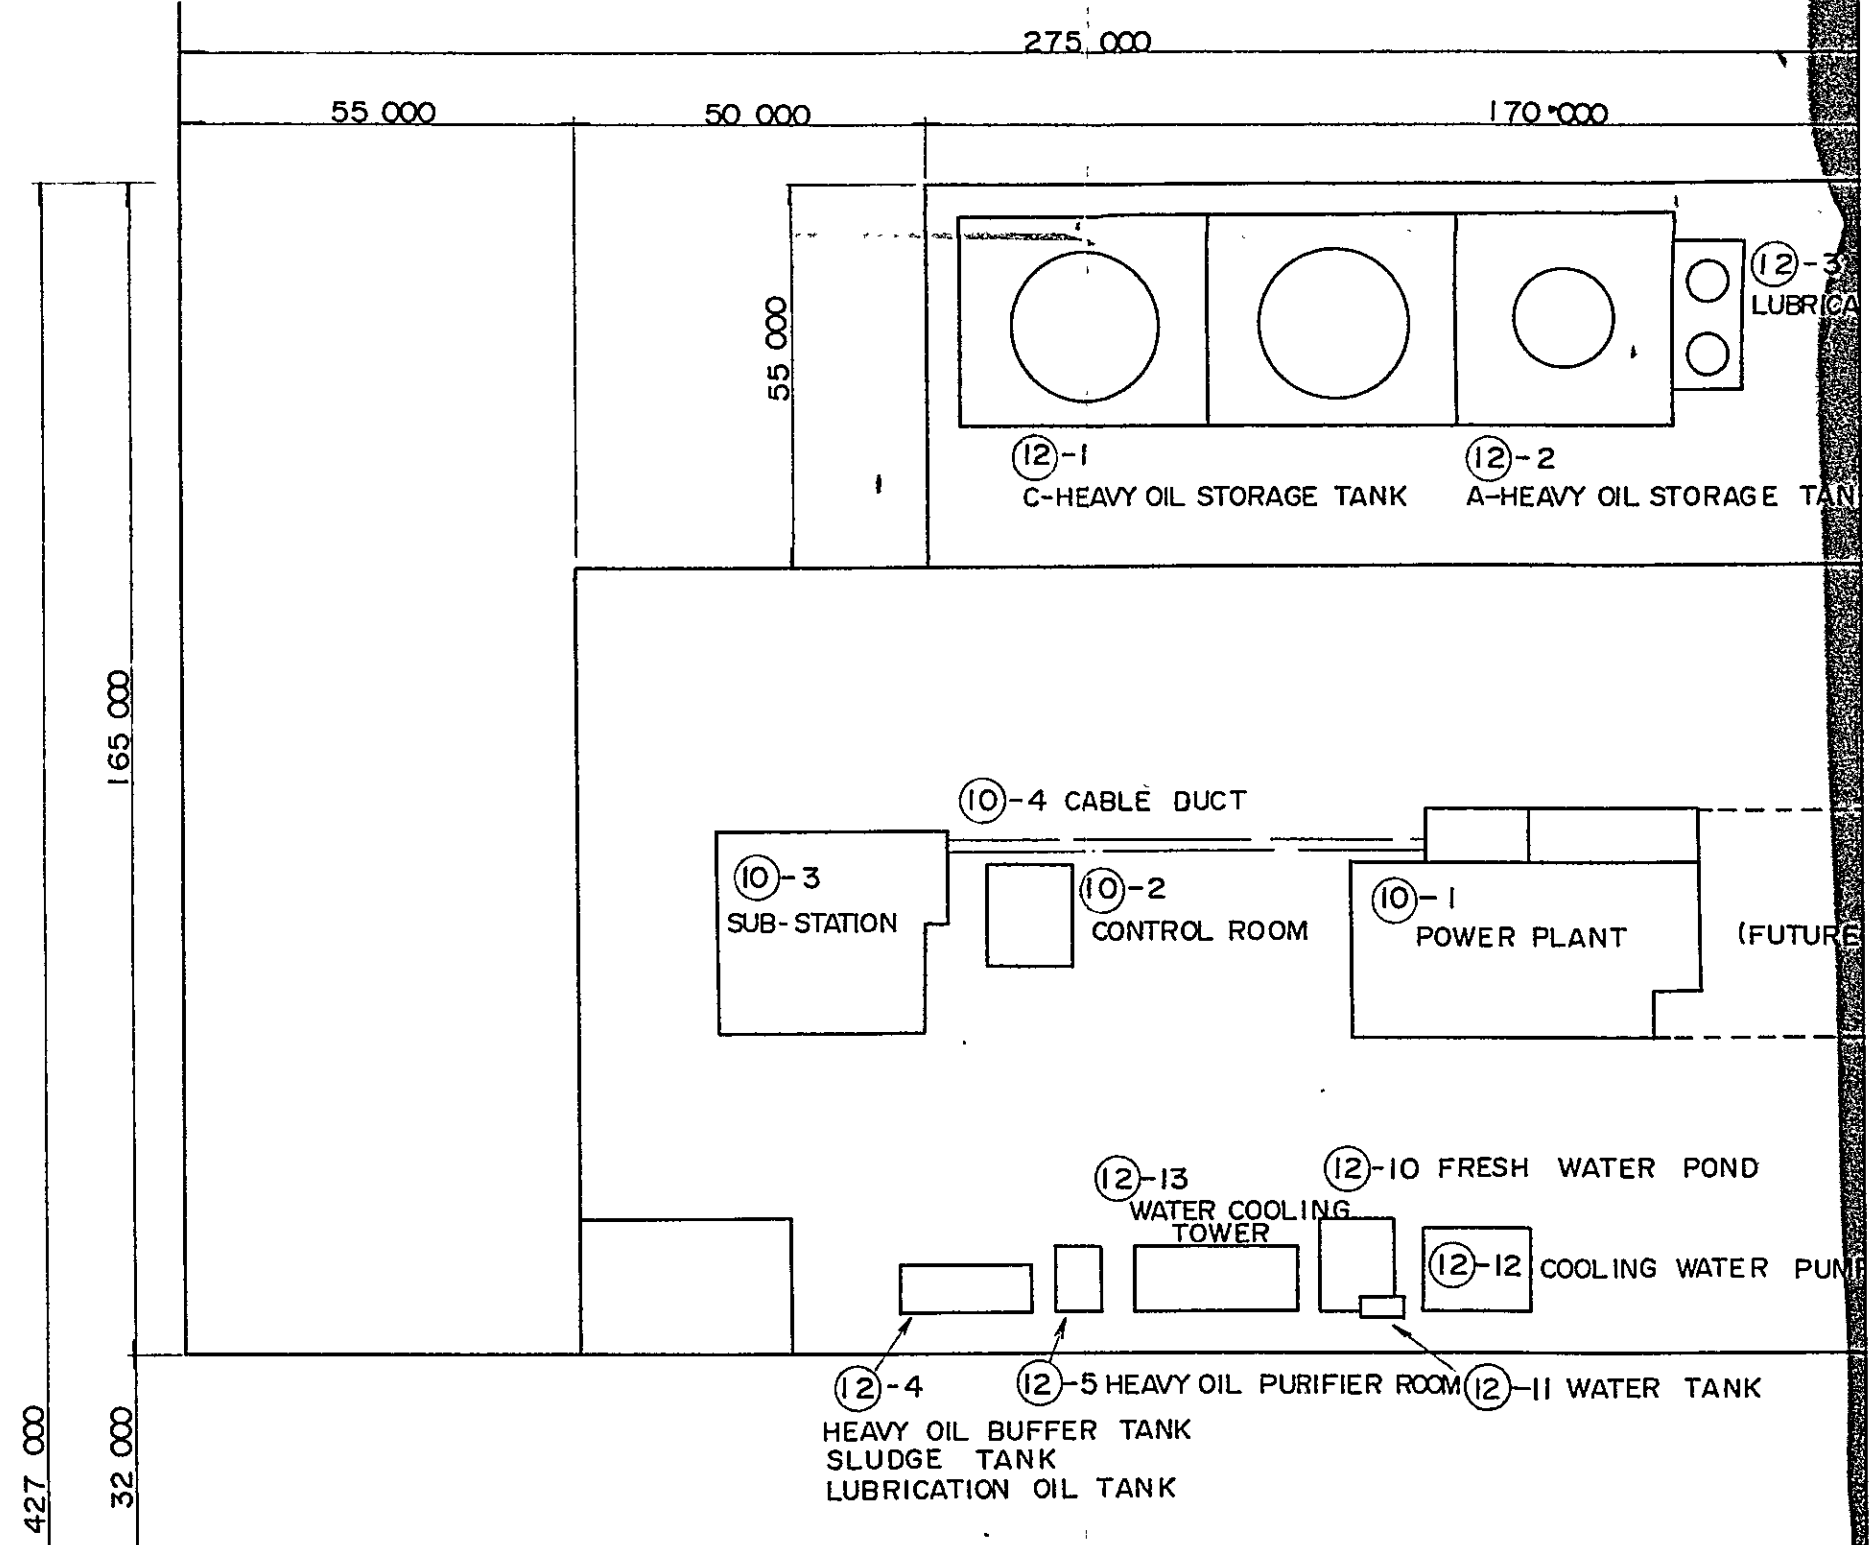 275 000
55 000
50 000
170 000
12-3
55 000
12-1
C-HEAVY OIL STORAGE TANK
12-2
A-HEAVY OIL STORAGE TAN
165 000
10-4 CABLE DUCT
10-3
SUB-STATION
10-2
CONTROL ROOM
10-1
POWER PLANT
(FUTURE
12-13
WATER COOLING
TOWER
12-10 FRESH WATER POND
12-12 COOLING WATER PUMP
12-4
HEAVY OIL BUFFER TANK
SLUDGE TANK
LUBRICATION OIL TANK
12-5 HEAVY OIL PURIFIER ROOM
12-11 WATER TANK
427 000
32 000